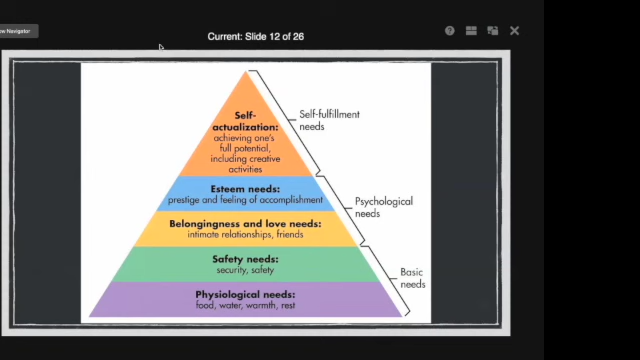 Navigator
Current: Slide 12 of 26
Self-
actualization:
achieving one's
full potential,
including creative
activities
Self-fulfillment
needs
Esteem needs:
prestige and feeling of accomplishment
Psychological
needs
Belongingness and love needs:
intimate relationships, friends
Safety needs:
security, safety
Basic
needs
Physiological needs:
food, water, warmth, rest